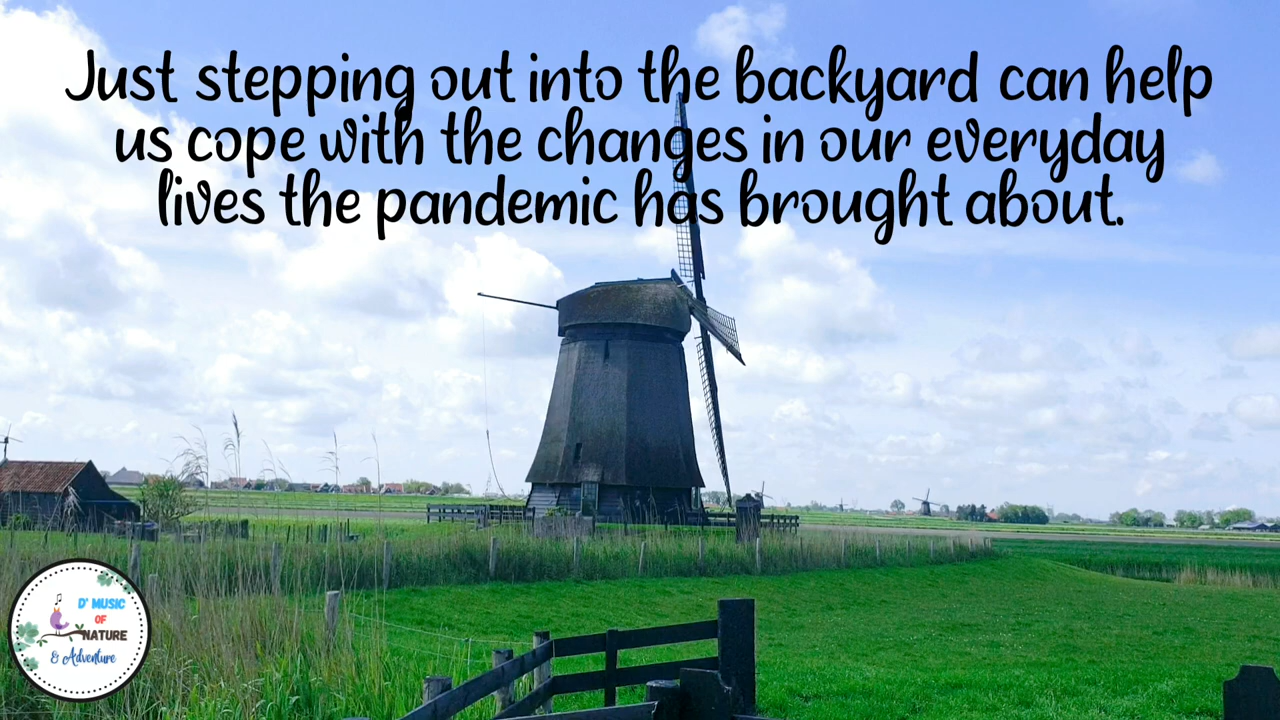 Just stepping out into the backyard can help
us cope with the changes in our everyday
lives the pandemic has brought about.
D' MUSIC
OF
NATURE
& Adventure